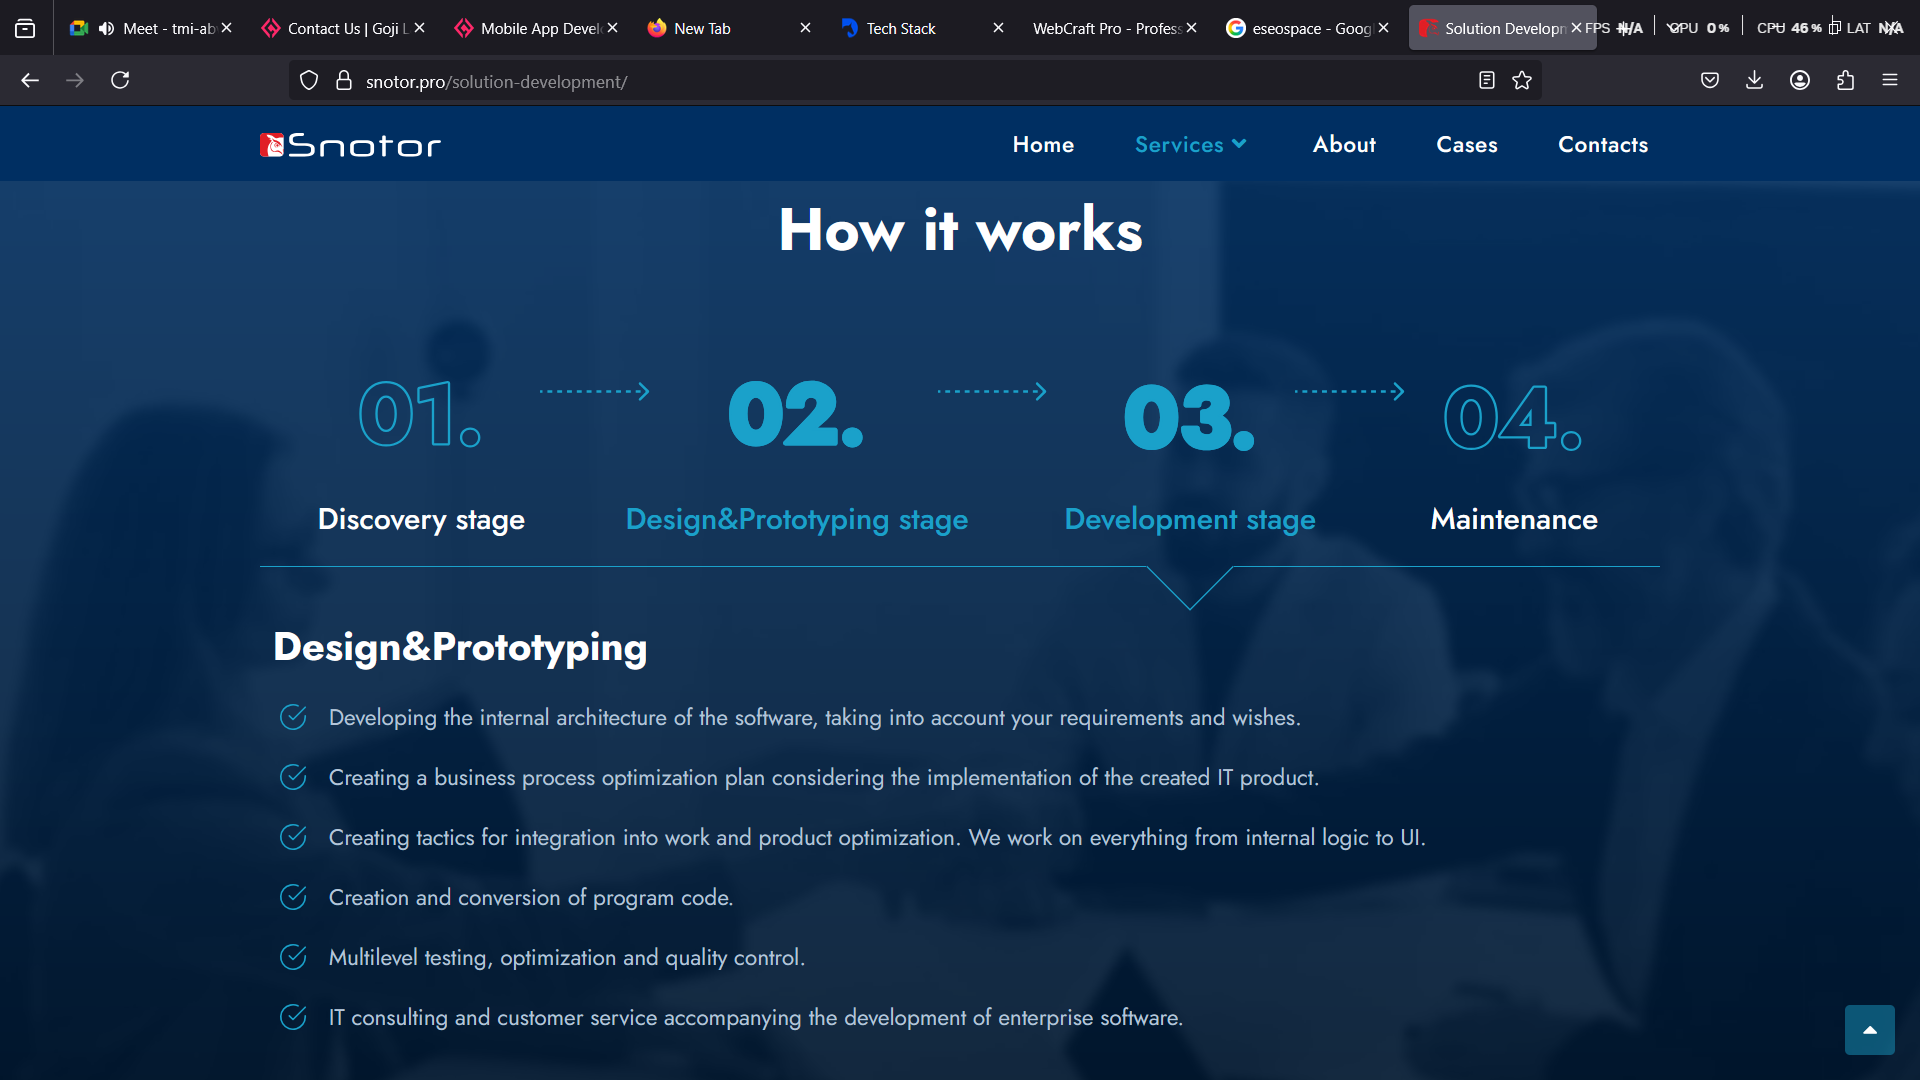 Meet - tmi-ab
Contact Us | Goji L
Mobile App Devel
New Tab
Tech Stack
WebCraft Pro - Profess
eseospace - Goog
Solution Developm
FPS N/A
GPU 0 %
CPU 46 %
LAT N/A
snotor.pro/solution-development/
Snotor
Home
Services
About
Cases
Contacts
How it works
01.
02.
03.
04.
Discovery stage
Design&Prototyping stage
Development stage
Maintenance
Design&Prototyping
Developing the internal architecture of the software, taking into account your requirements and wishes.
Creating a business process optimization plan considering the implementation of the created IT product.
Creating tactics for integration into work and product optimization. We work on everything from internal logic to UI.
Creation and conversion of program code.
Multilevel testing, optimization and quality control.
IT consulting and customer service accompanying the development of enterprise software.